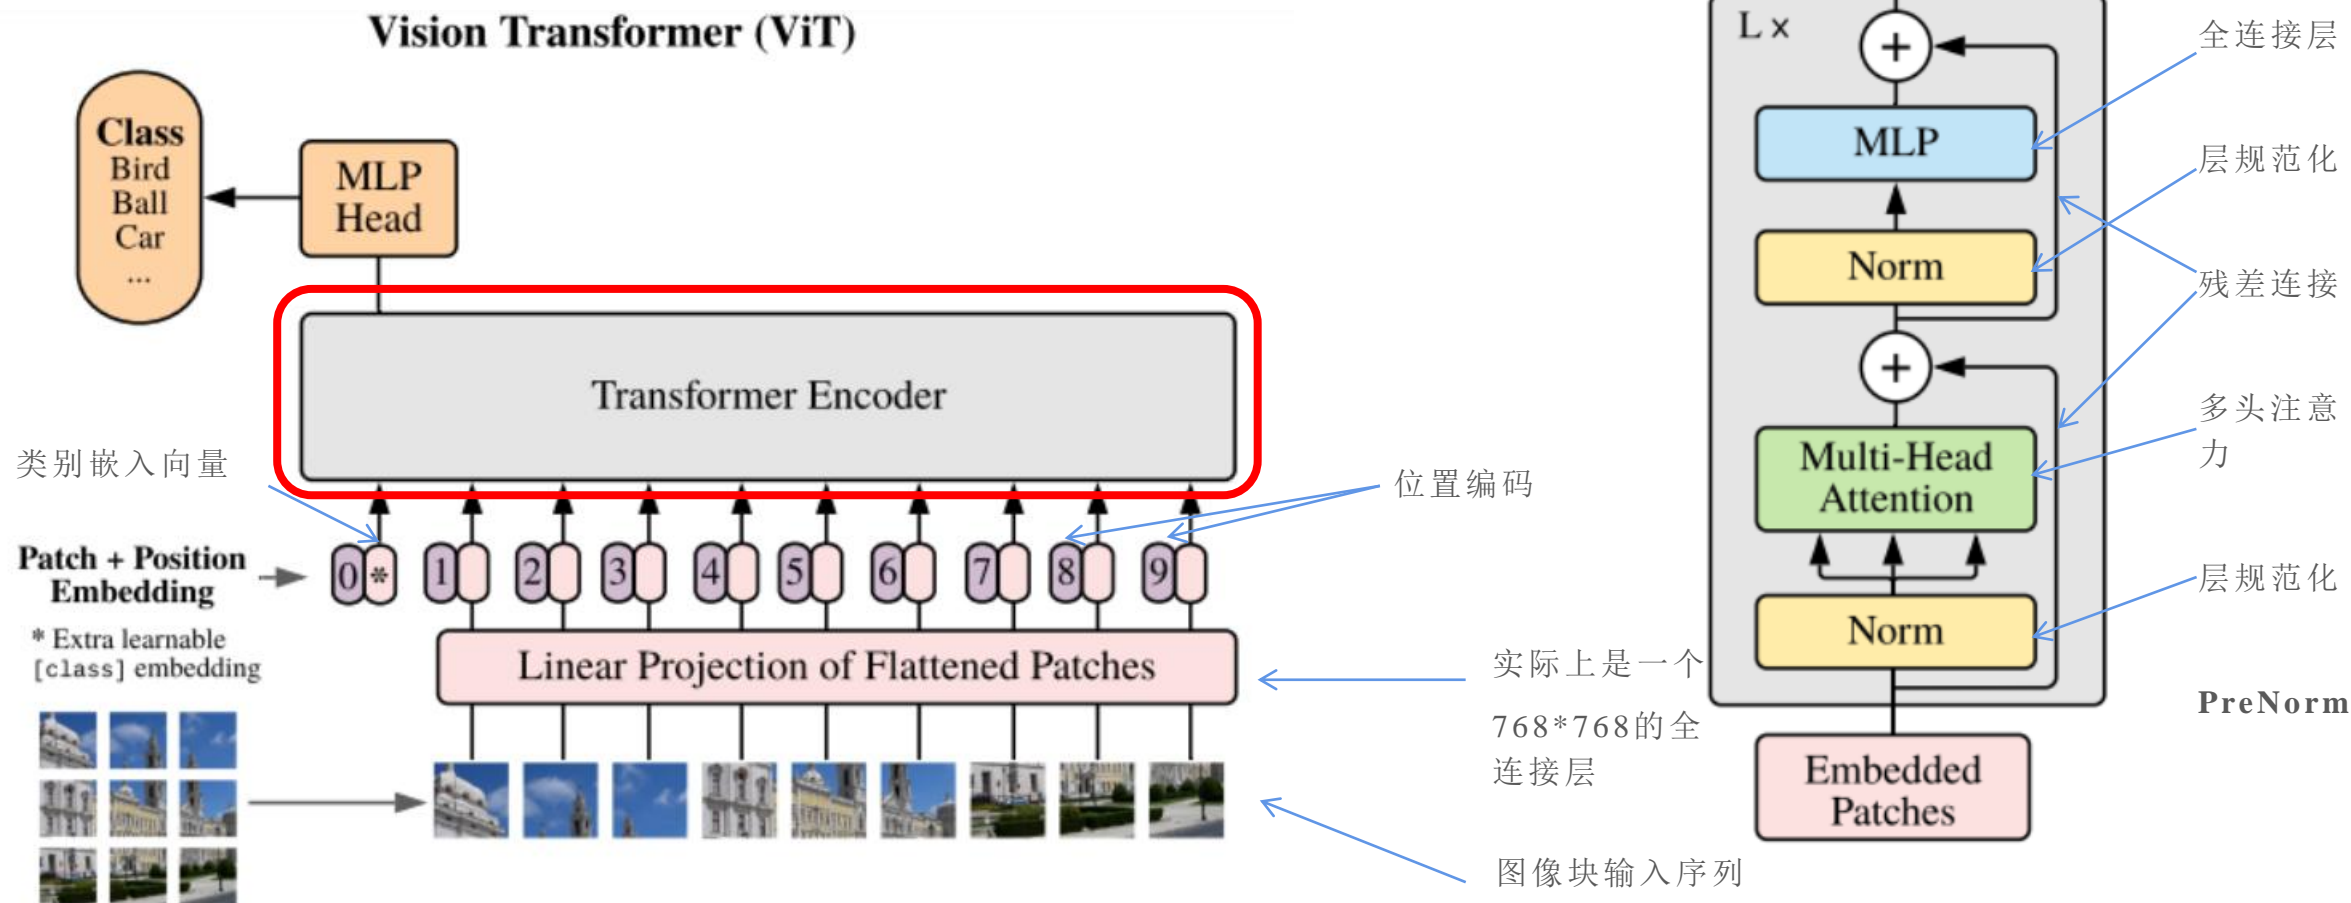 Vision Transformer (ViT)
Class
Bird
Ball
Car
...
MLP
Head
Transformer Encoder
类别嵌入向量
位置编码
Patch + Position
Embedding
0 * 1 2 3 4 5 6 7 8 9
* Extra learnable
[class] embedding
Linear Projection of Flattened Patches
实际上是一个
768*768的全
连接层
图像块输入序列
L ×
+
MLP
Norm
+
Multi-Head
Attention
Norm
Embedded
Patches
全连接层
层规范化
残差连接
多头注意
力
层规范化
PreNorm